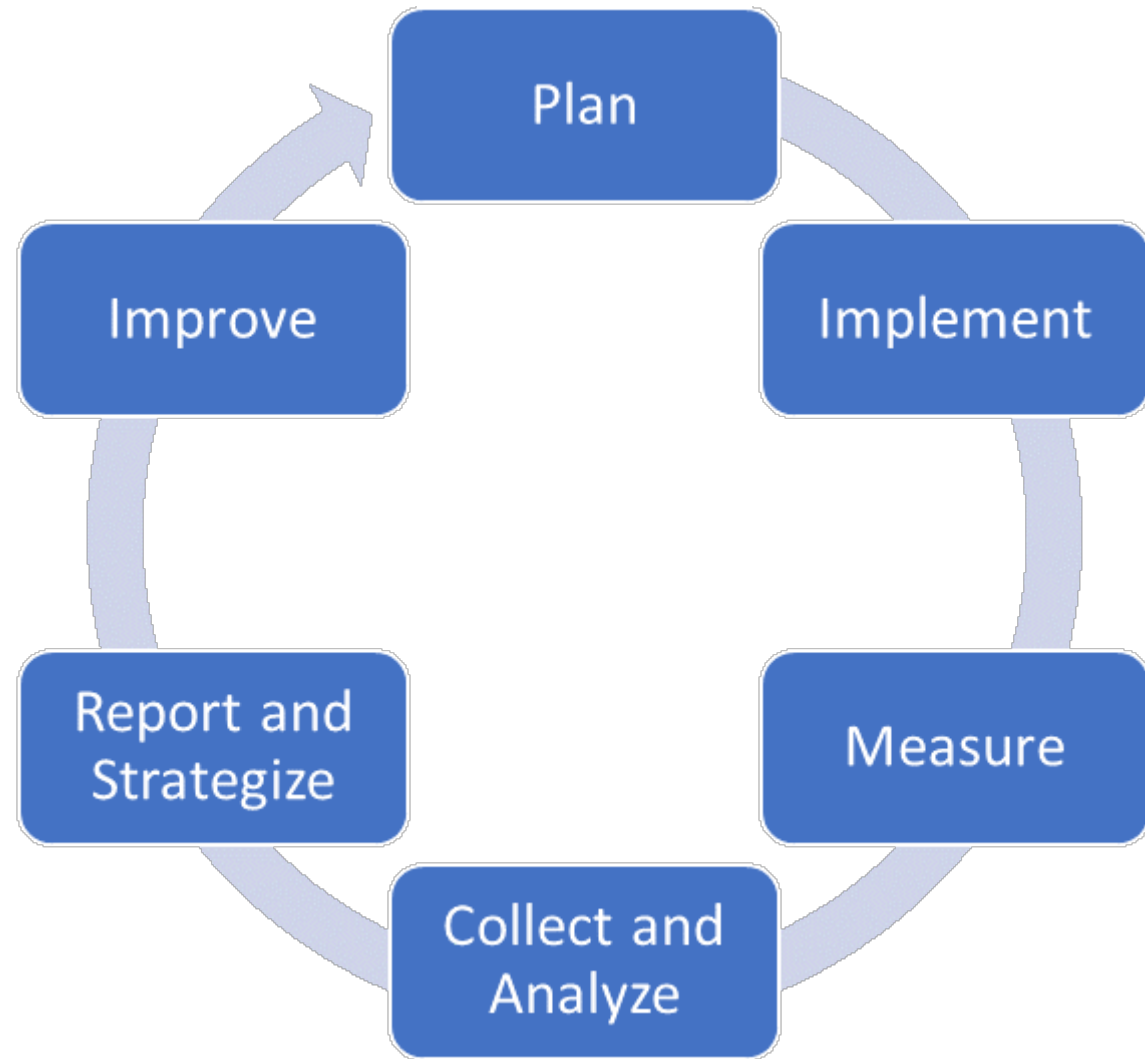 Plan
Implement
Measure
Collect and
Analyze
Report and
Strategize
Improve